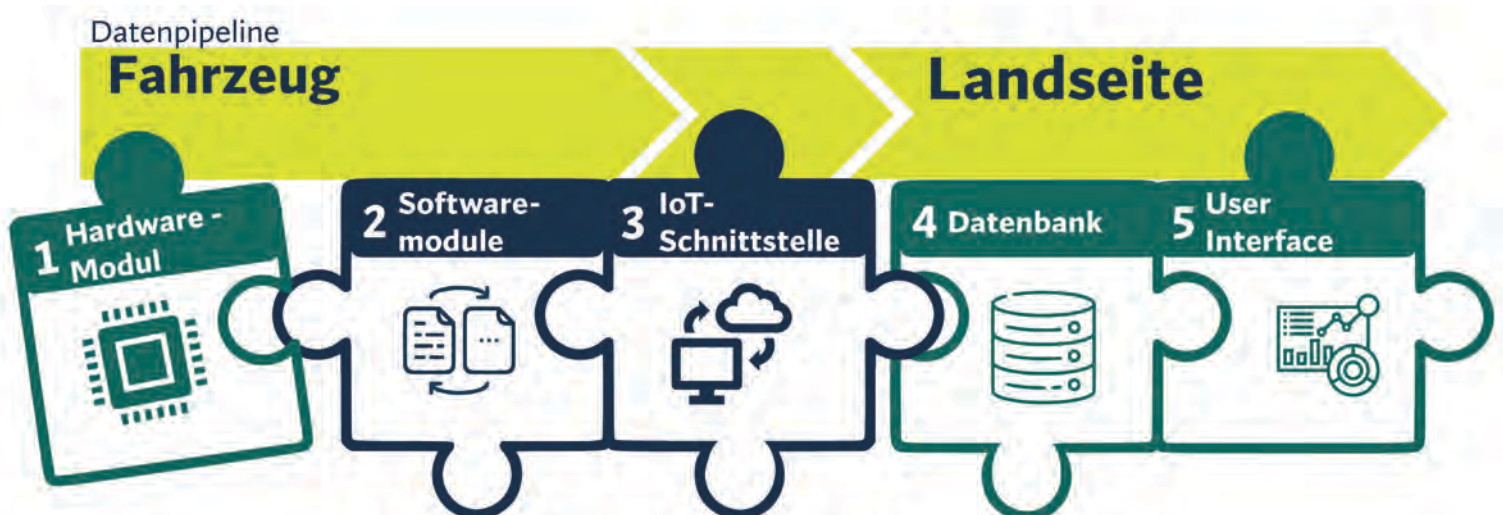 Datenpipeline
Fahrzeug
Landseite
1 Hardware -
Modul
2 Software-
module
3 IoT-
Schnittstelle
4 Datenbank
5 User
Interface